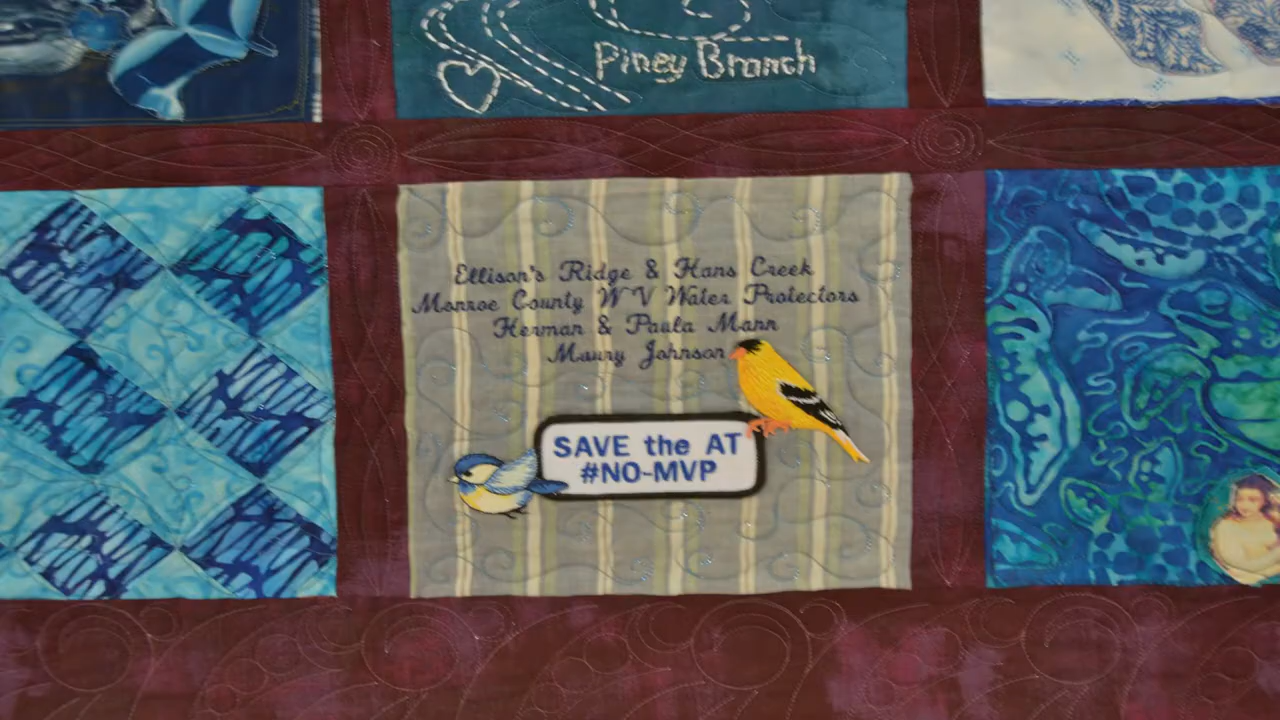 Piney Branch
Ellison's Ridge & Hans Creek
Monroe County WV Water Protectors
Herman & Paula Mann
Maury Johnson
SAVE the AT
#NO-MVP